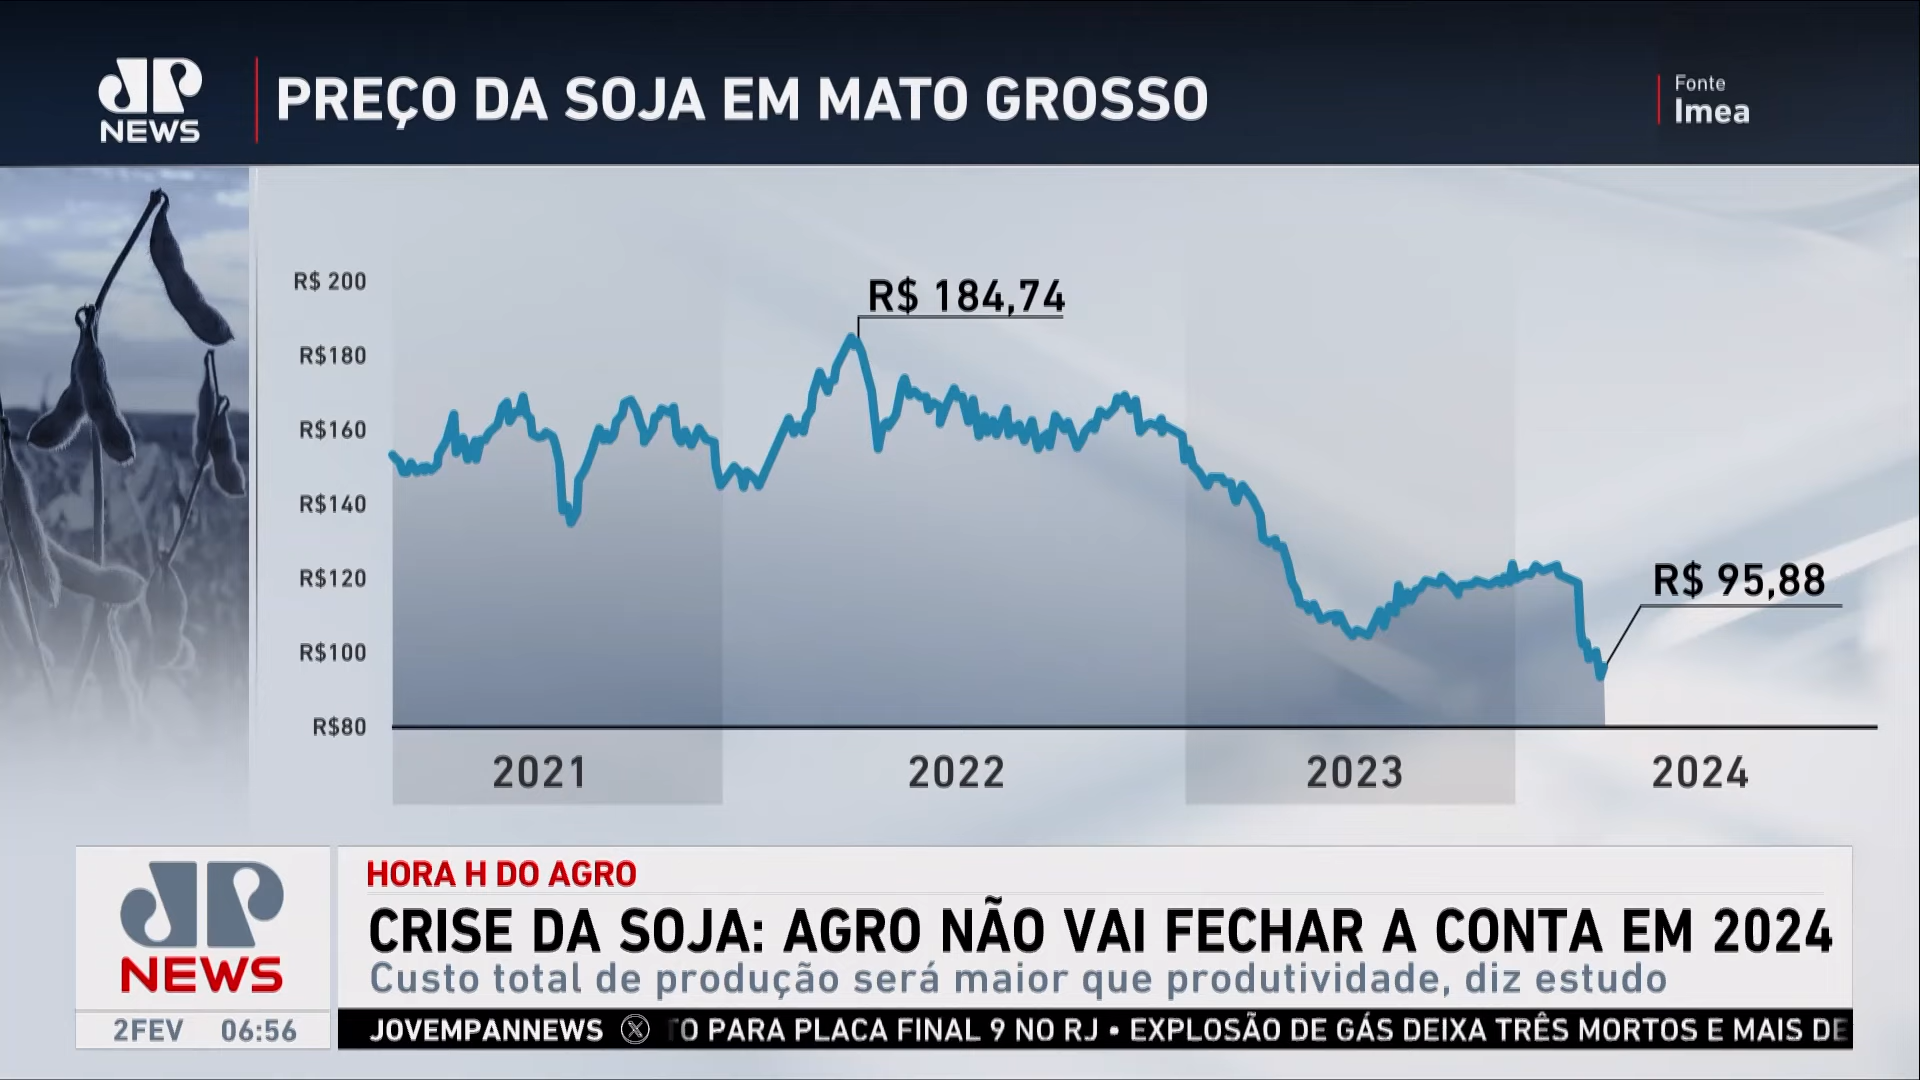 JP NEWS
PREÇO DA SOJA EM MATO GROSSO
Fonte
Imea
R$ 200
R$180
R$160
R$140
R$120
R$100
R$80
R$ 184,74
R$ 95,88
2021 2022 2023 2024
HORA H DO AGRO
CRISE DA SOJA: AGRO NÃO VAI FECHAR A CONTA EM 2024
Custo total de produção será maior que produtividade, diz estudo
JP NEWS
2FEV 06:56
JOVEMPANNEWS TO PARA PLACA FINAL 9 NO RJ • EXPLOSÃO DE GÁS DEIXA TRÊS MORTOS E MAIS DE